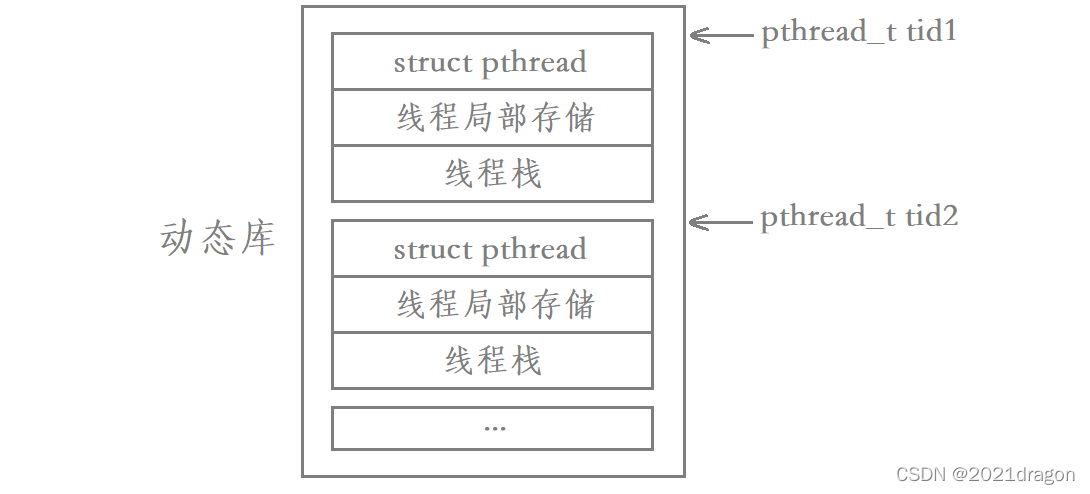 pthread_t tid1
struct pthread
线程局部存储
线程栈
pthread_t tid2
动态库
struct pthread
线程局部存储
线程栈
...
CSDN @2021dragon